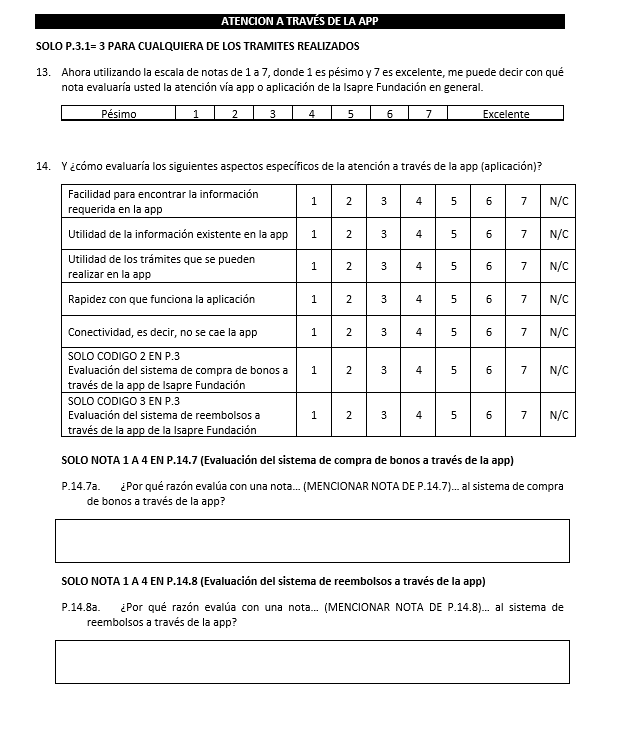 ATENCION A TRAVÉS DE LA APP
SOLO P.3.1= 3 PARA CUALQUIERA DE LOS TRAMITES REALIZADOS
13. Ahora utilizando la escala de notas de 1 a 7, donde 1 es pésimo y 7 es excelente, me puede decir con qué
nota evaluaría usted la atención vía app o aplicación de la Isapre Fundación en general.
Pésimo 1 2 3 4 5 6 7 Excelente
14. Y ¿cómo evaluaría los siguientes aspectos específicos de la atención a través de la app (aplicación)?
Facilidad para encontrar la información
requerida en la app 1 2 3 4 5 6 7 N/C
Utilidad de la información existente en la app 1 2 3 4 5 6 7 N/C
Utilidad de los trámites que se pueden
realizar en la app 1 2 3 4 5 6 7 N/C
Rapidez con que funciona la aplicación 1 2 3 4 5 6 7 N/C
Conectividad, es decir, no se cae la app 1 2 3 4 5 6 7 N/C
SOLO CODIGO 2 EN P.3
Evaluación del sistema de compra de bonos a 1 2 3 4 5 6 7 N/C
través de la app de Isapre Fundación
SOLO CODIGO 3 EN P.3
Evaluación del sistema de reembolsos a 1 2 3 4 5 6 7 N/C
través de la app de la Isapre Fundación
SOLO NOTA 1 A 4 EN P.14.7 (Evaluación del sistema de compra de bonos a través de la app)
P.14.7a. ¿Por qué razón evalúa con una nota... (MENCIONAR NOTA DE P.14.7)... al sistema de compra
de bonos a través de la app?
SOLO NOTA 1 A 4 EN P.14.8 (Evaluación del sistema de reembolsos a través de la app)
P.14.8a. ¿Por qué razón evalúa con una nota... (MENCIONAR NOTA DE P.14.8)... al sistema de
reembolsos a través de la app?